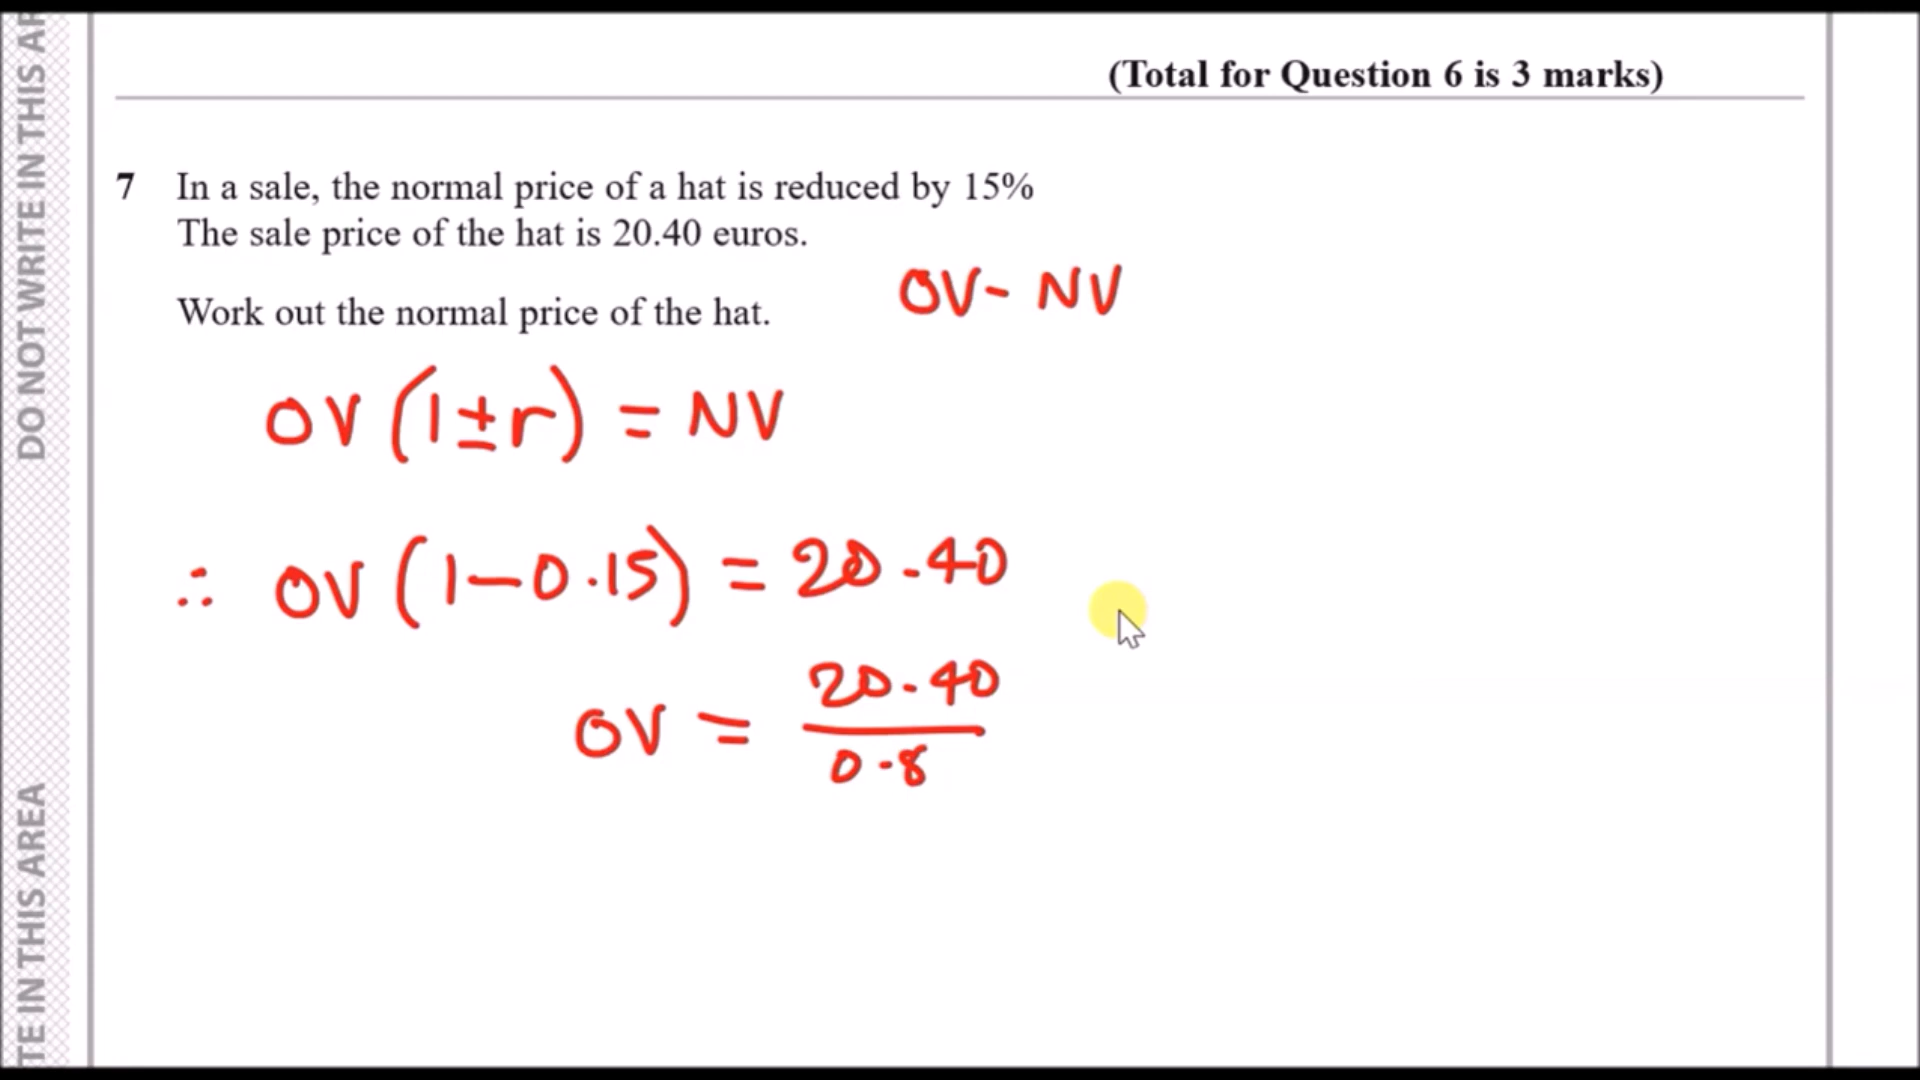 DO NOT WRITE IN THIS AR
TE IN THIS AREA
(Total for Question 6 is 3 marks)
7 In a sale, the normal price of a hat is reduced by 15%
The sale price of the hat is 20.40 euros.
OV - NV
Work out the normal price of the hat.
OV (1 ± r) = NV
∴ OV (1 - 0.15) = 20.40
OV = 20.40
0.8